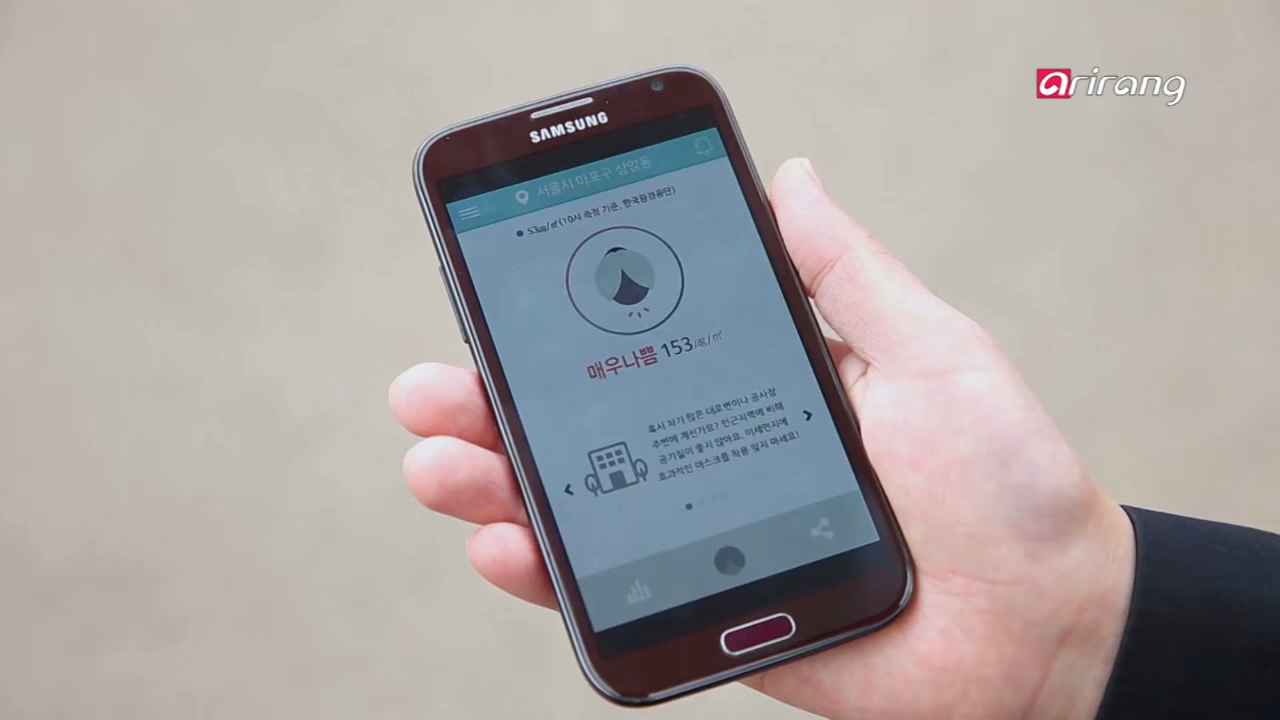 arirang
SAMSUNG
서울시 마포구 상암동
53㎍/㎥(10시 측정 기준, 한국환경공단)
매우나쁨 153㎍/㎥
혹시 차가 많은 대로변이나 공사장
주변에 계신가요? 인근지역에 비해
공기질이 좋지 않아요. 미세먼지에
효과적인 마스크를 착용 잊지 마세요!